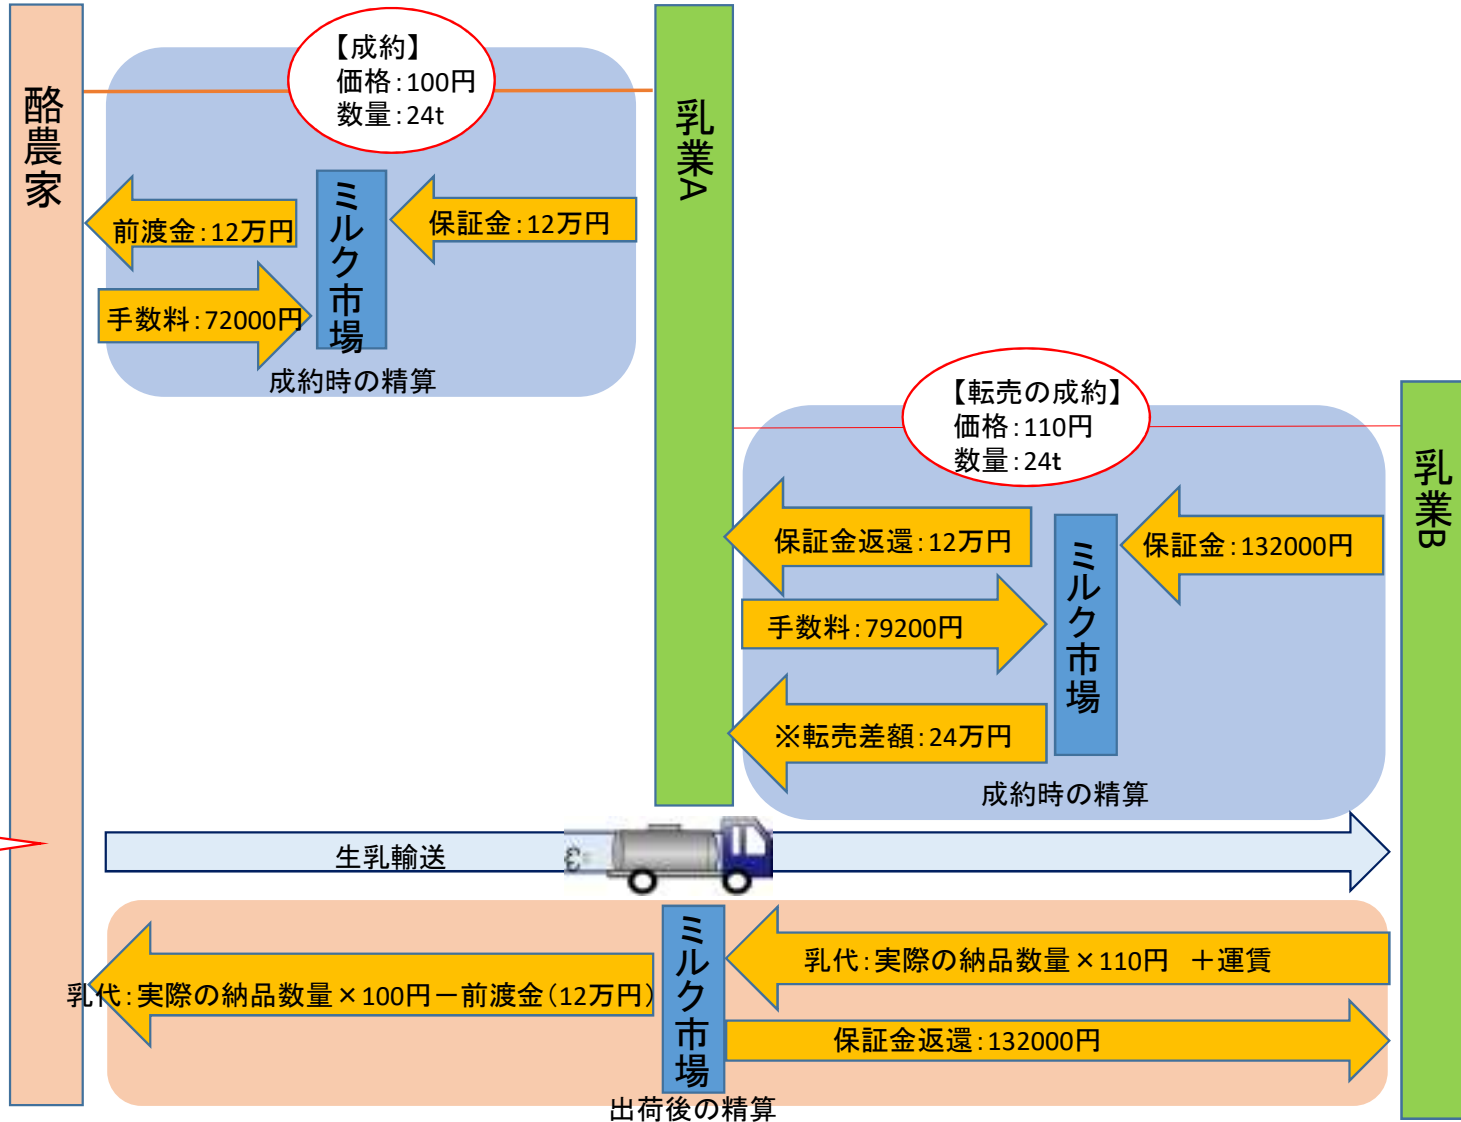 酪農家
【成約】
価格：100円
数量：24t
乳業A
ミルク市場
前渡金：12万円
保証金：12万円
手数料：72000円
成約時の精算
【転売の成約】
価格：110円
数量：24t
乳業B
ミルク市場
保証金返還：12万円
保証金：132000円
手数料：79200円
※転売差額：24万円
成約時の精算
生乳輸送
ミルク市場
乳代：実際の納品数量×110円　＋運賃
乳代：実際の納品数量×100円－前渡金（12万円）
保証金返還：132000円
出荷後の精算